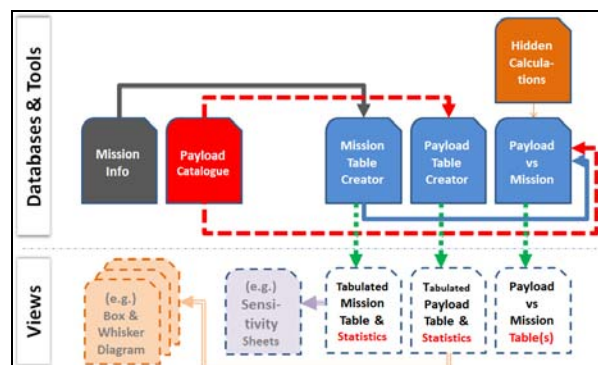 Databases & Tools
Hidden
Calcula-
tions
Mission
Info
Payload
Catalogue
Mission
Table
Creator
Payload
Table
Creator
Payload
vs
Mission
Views
(e.g.)
Box &
Whisker
Diagram
(e.g.)
Sensi-
tivity
Sheets
Tabulated
Mission
Table &
Statistics
Tabulated
Payload
Table &
Statistics
Payload
vs
Mission
Table(s)